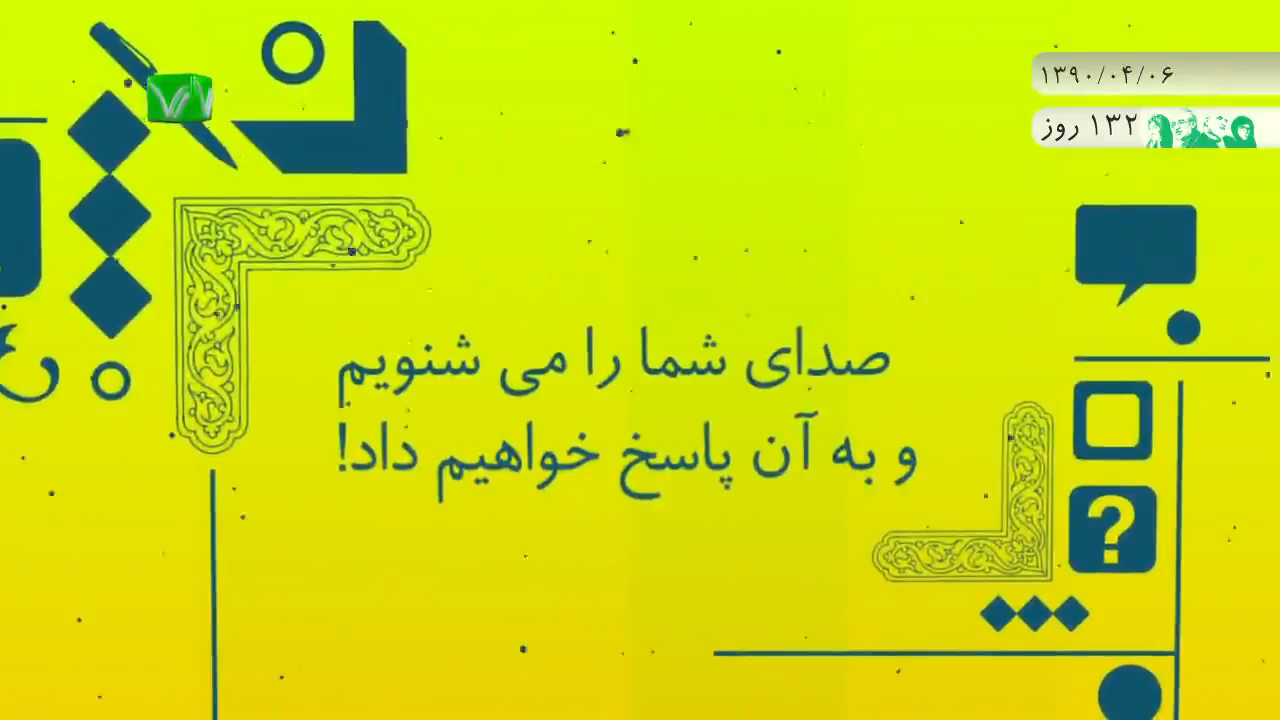 ۱۳۹۰/۰۴/۰۶
۱۳۲ روز
صدای شما را می شنویم
و به آن پاسخ خواهیم داد!
?